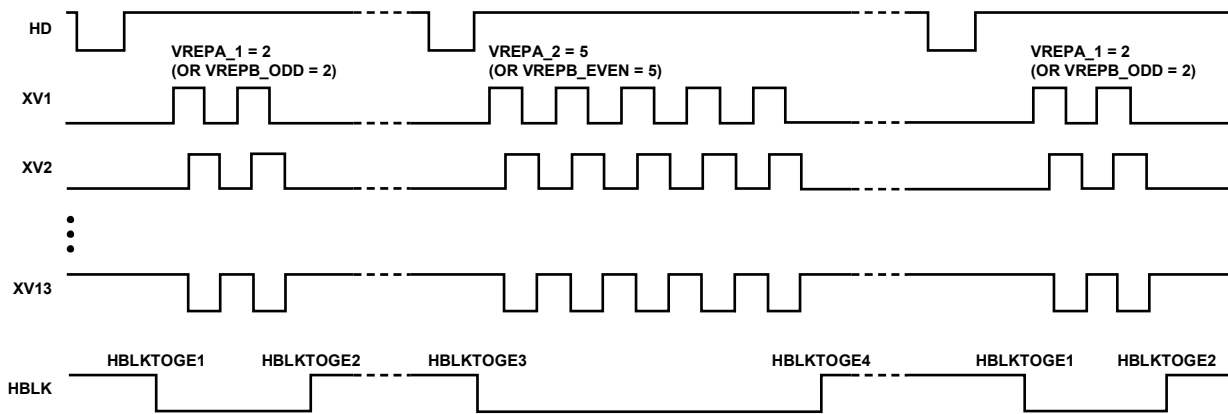 HD
VREPA_1 = 2
(OR VREPB_ODD = 2)
VREPA_2 = 5
(OR VREPB_EVEN = 5)
VREPA_1 = 2
(OR VREPB_ODD = 2)
XV1
XV2
XV13
HBLKTOGE1
HBLKTOGE2
HBLKTOGE3
HBLKTOGE4
HBLKTOGE1
HBLKTOGE2
HBLK